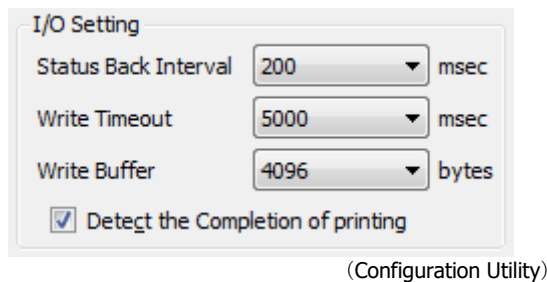 I/O Setting
Status Back Interval 200 msec
Write Timeout 5000 msec
Write Buffer 4096 bytes
Detect the Completion of printing
（Configuration Utility）